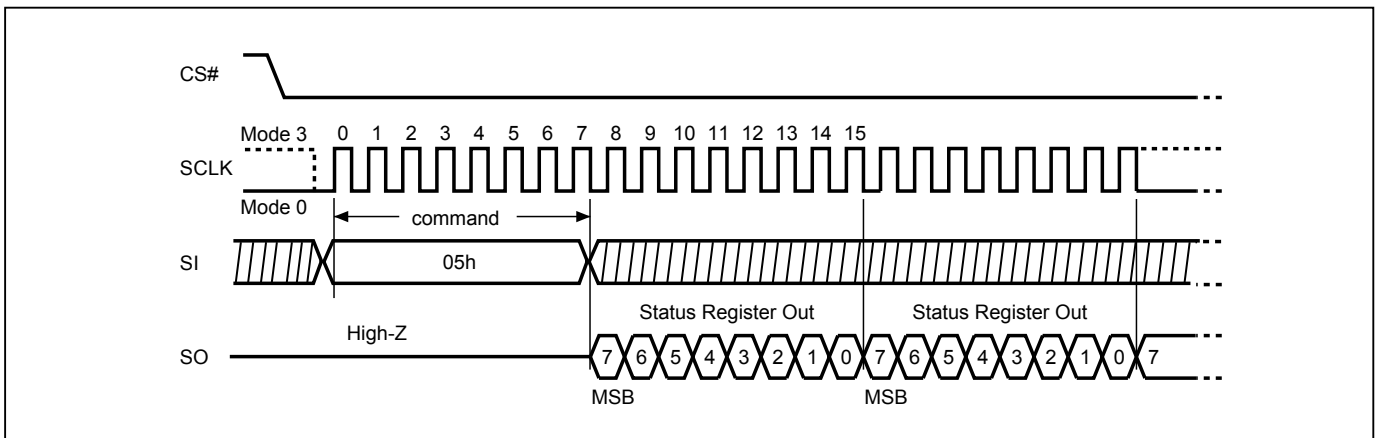 CS#
Mode 3 0 1 2 3 4 5 6 7 8 9 10 11 12 13 14 15
SCLK
Mode 0
command
SI 05h
Status Register Out Status Register Out
High-Z
SO 7 6 5 4 3 2 1 0 7 6 5 4 3 2 1 0 7
MSB MSB